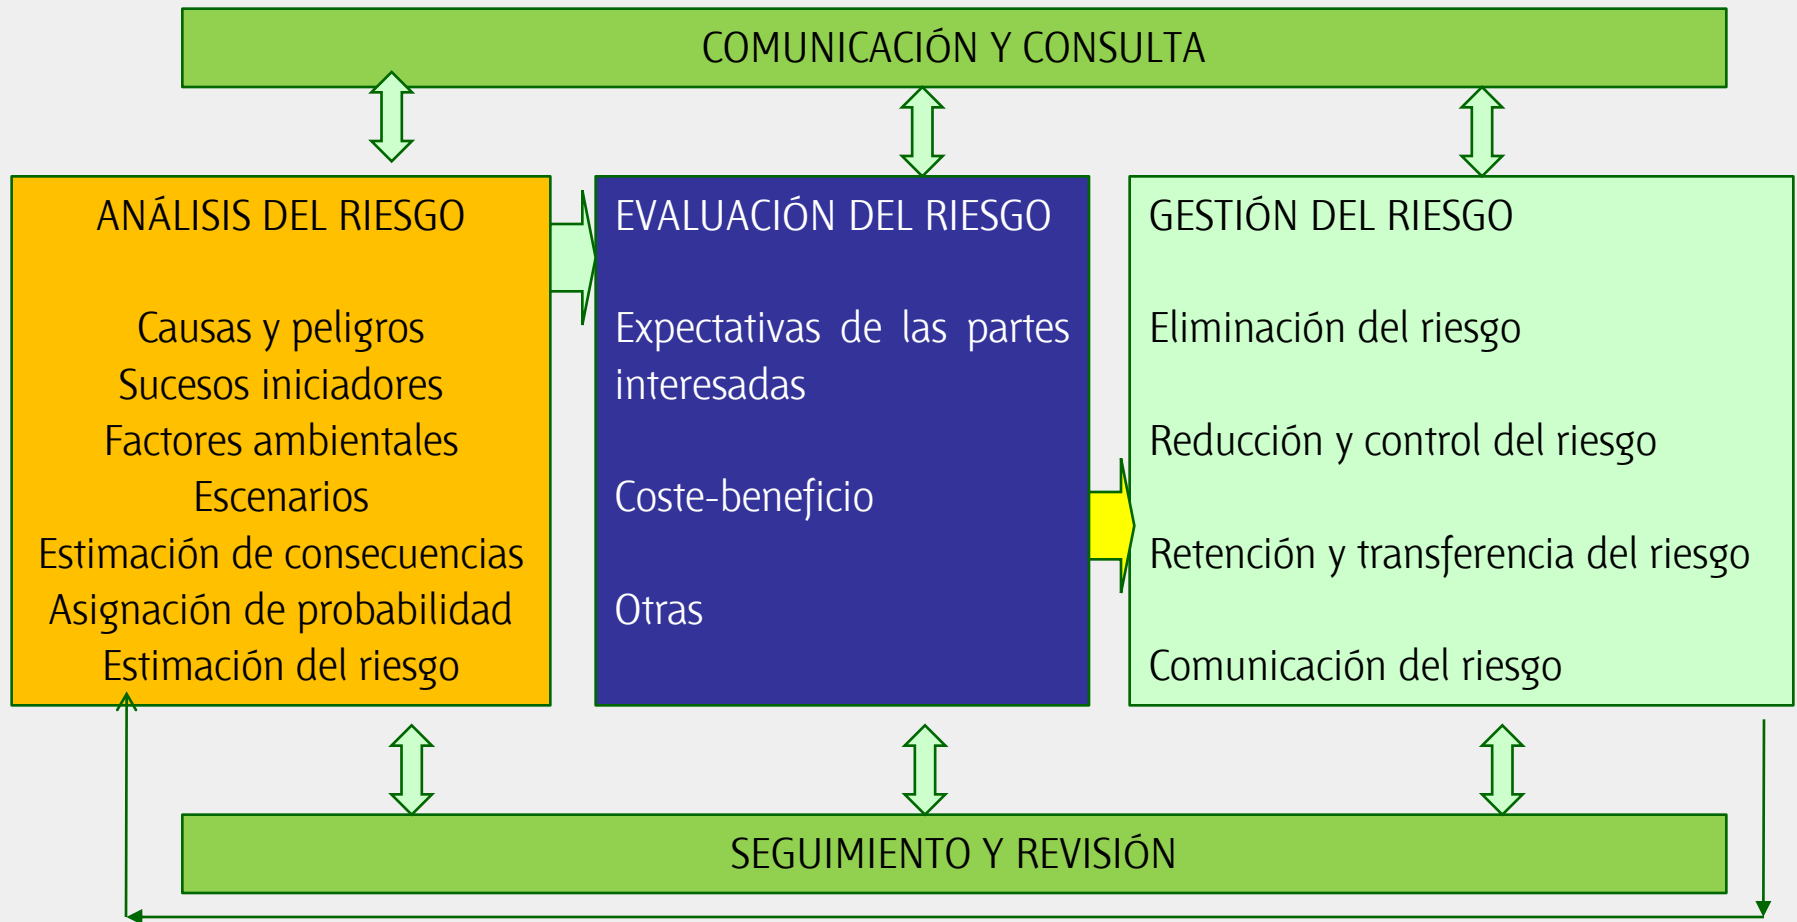 COMUNICACIÓN Y CONSULTA
ANÁLISIS DEL RIESGO
Causas y peligros
Sucesos iniciadores
Factores ambientales
Escenarios
Estimación de consecuencias
Asignación de probabilidad
Estimación del riesgo
EVALUACIÓN DEL RIESGO
Expectativas de las partes
interesadas
Coste-beneficio
Otras
GESTIÓN DEL RIESGO
Eliminación del riesgo
Reducción y control del riesgo
Retención y transferencia del riesgo
Comunicación del riesgo
SEGUIMIENTO Y REVISIÓN